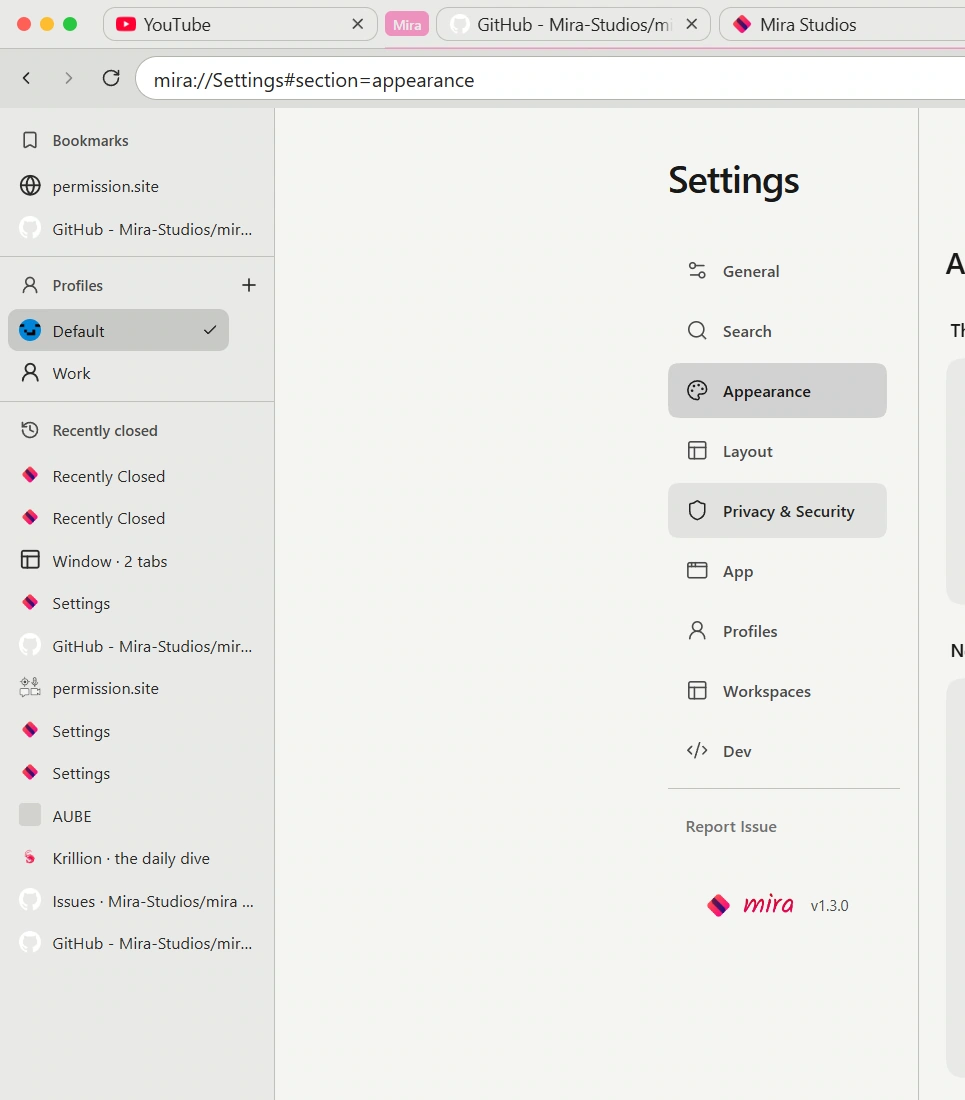 YouTube
Mira
GitHub - Mira-Studios/mi
Mira Studios
mira://Settings#section=appearance
Bookmarks
permission.site
GitHub - Mira-Studios/mir...
Profiles
Default
Work
Recently closed
Recently Closed
Recently Closed
Window · 2 tabs
Settings
GitHub - Mira-Studios/mir...
permission.site
Settings
Settings
AUBE
Krillion · the daily dive
Issues · Mira-Studios/mira ...
GitHub - Mira-Studios/mir...
Settings
General
Search
Appearance
Layout
Privacy & Security
App
Profiles
Workspaces
Dev
Report Issue
mira v1.3.0